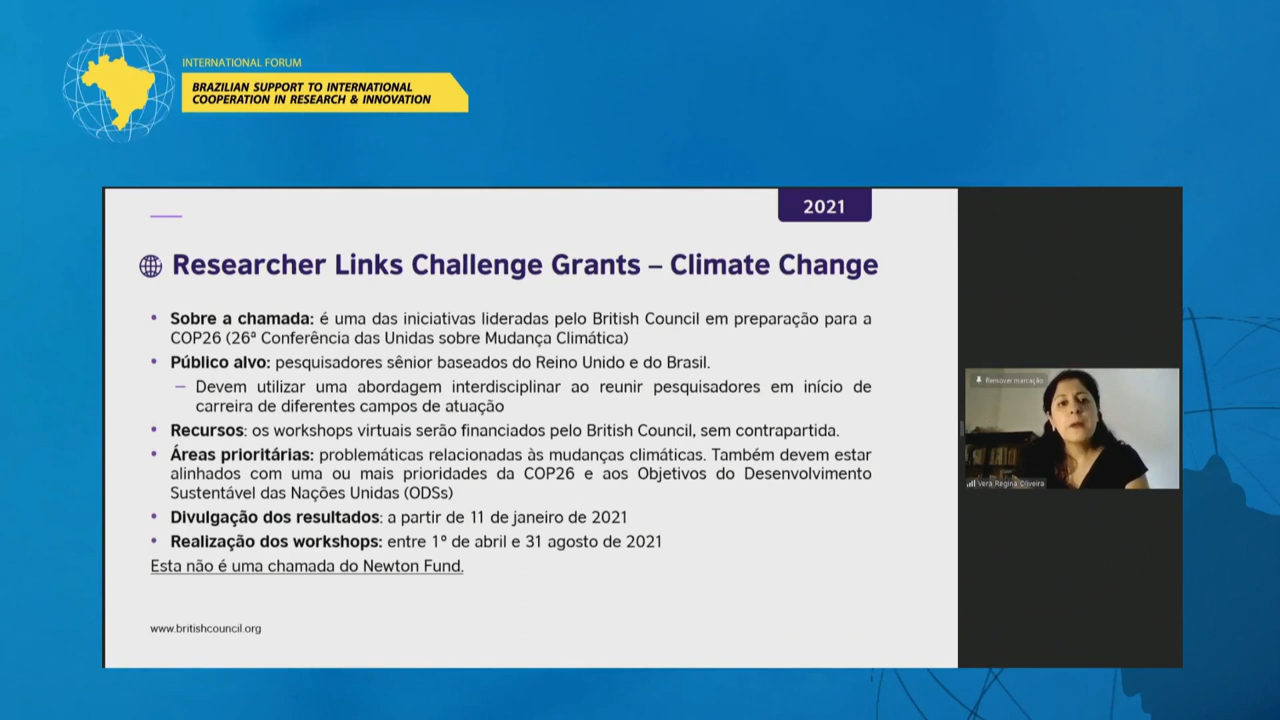 INTERNATIONAL FORUM
BRAZILIAN SUPPORT TO INTERNATIONAL
COOPERATION IN RESEARCH & INNOVATION
2021
Researcher Links Challenge Grants – Climate Change
• Sobre a chamada: é uma das iniciativas lideradas pelo British Council em preparação para a
COP26 (26ª Conferência das Unidas sobre Mudança Climática)
• Público alvo: pesquisadores sênior baseados do Reino Unido e do Brasil.
– Devem utilizar uma abordagem interdisciplinar ao reunir pesquisadores em início de
carreira de diferentes campos de atuação
• Recursos: os workshops virtuais serão financiados pelo British Council, sem contrapartida.
• Áreas prioritárias: problemáticas relacionadas às mudanças climáticas. Também devem estar
alinhados com uma ou mais prioridades da COP26 e aos Objetivos do Desenvolvimento
Sustentável das Nações Unidas (ODSs)
• Divulgação dos resultados: a partir de 11 de janeiro de 2021
• Realização dos workshops: entre 1º de abril e 31 agosto de 2021
Esta não é uma chamada do Newton Fund.
www.britishcouncil.org
Remover marcação
Vera Regina Oliveira